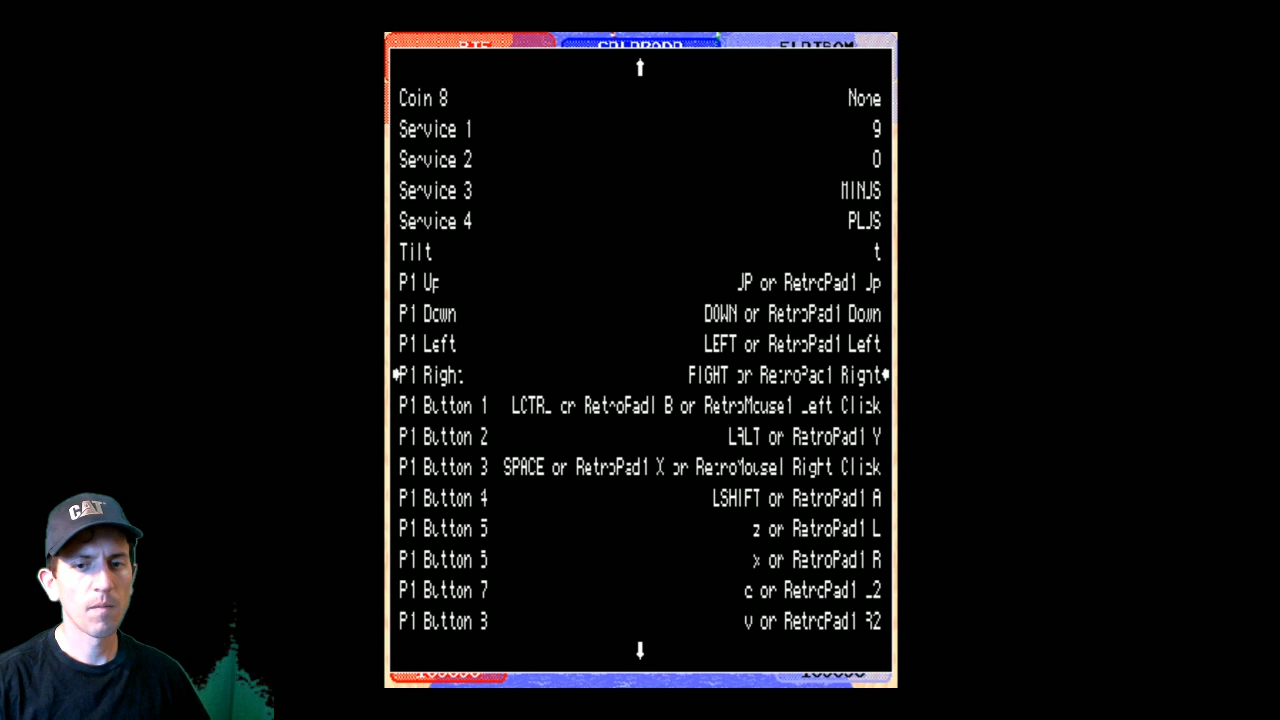 Coin 8 None
Service 1 9
Service 2 0
Service 3 MINUS
Service 4 PLUS
Tilt t
P1 Up UP or RetroPad1 Up
P1 Down DOWN or RetroPad1 Down
P1 Left LEFT or RetroPad1 Left
P1 Right RIGHT or RetroPad1 Right
P1 Button 1 LCTRL or RetroPad1 B or RetroMouse1 Left Click
P1 Button 2 LALT or RetroPad1 Y
P1 Button 3 SPACE or RetroPad1 X or RetroMouse1 Right Click
P1 Button 4 LSHIFT or RetroPad1 A
P1 Button 5 z or RetroPad1 L
P1 Button 6 x or RetroPad1 R
P1 Button 7 c or RetroPad1 L2
P1 Button 8 v or RetroPad1 R2
CAT